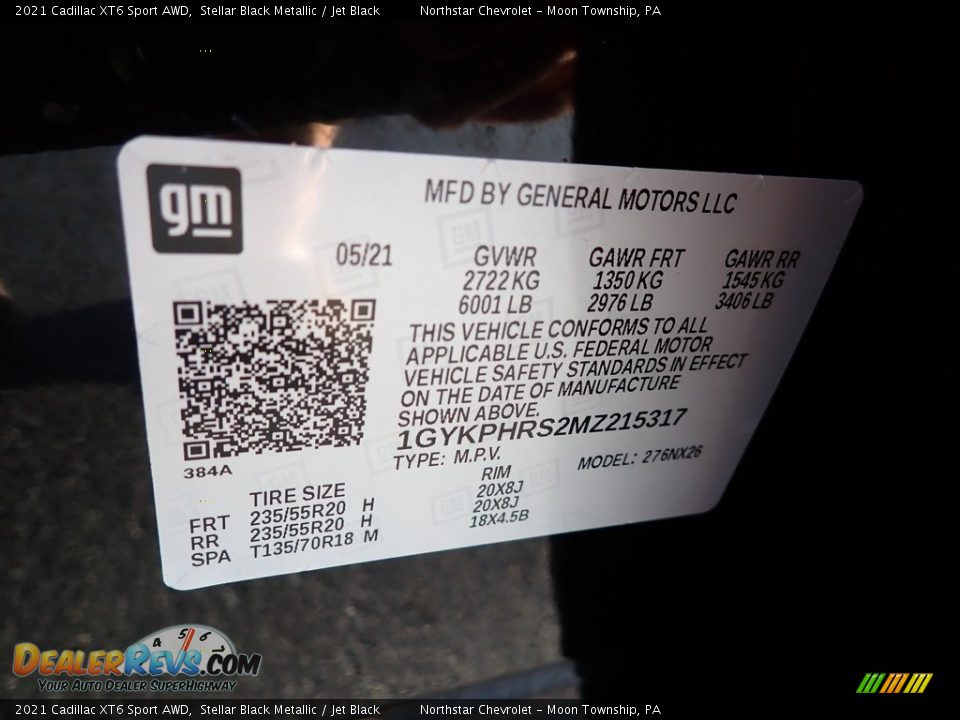 2021 Cadillac XT6 Sport AWD, Stellar Black Metallic / Jet Black Northstar Chevrolet - Moon Township, PA
gm
MFD BY GENERAL MOTORS LLC
05/21 GVWR GAWR FRT GAWR RR
2722 KG 1350 KG 1545 KG
6001 LB 2976 LB 3406 LB
THIS VEHICLE CONFORMS TO ALL
APPLICABLE U.S. FEDERAL MOTOR
VEHICLE SAFETY STANDARDS IN EFFECT
ON THE DATE OF MANUFACTURE
SHOWN ABOVE.
1GYKPHRS2MZ215317
384A
TYPE: M.P.V. MODEL: 276NX26
TIRE SIZE RIM
FRT 235/55R20 H 20X8J
RR 235/55R20 H 20X8J
SPA T135/70R18 M 18X4.5B
4 5 6 7
DealerRevs.com
Your Auto Dealer SuperHighway
2021 Cadillac XT6 Sport AWD, Stellar Black Metallic / Jet Black Northstar Chevrolet - Moon Township, PA